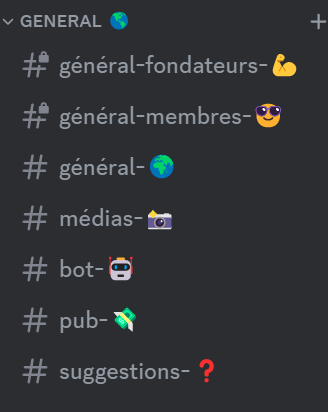 GENERAL 🌎
général-fondateurs-💪
général-membres-😎
général-🌍
médias-📸
bot-🤖
pub-💸
suggestions-❓